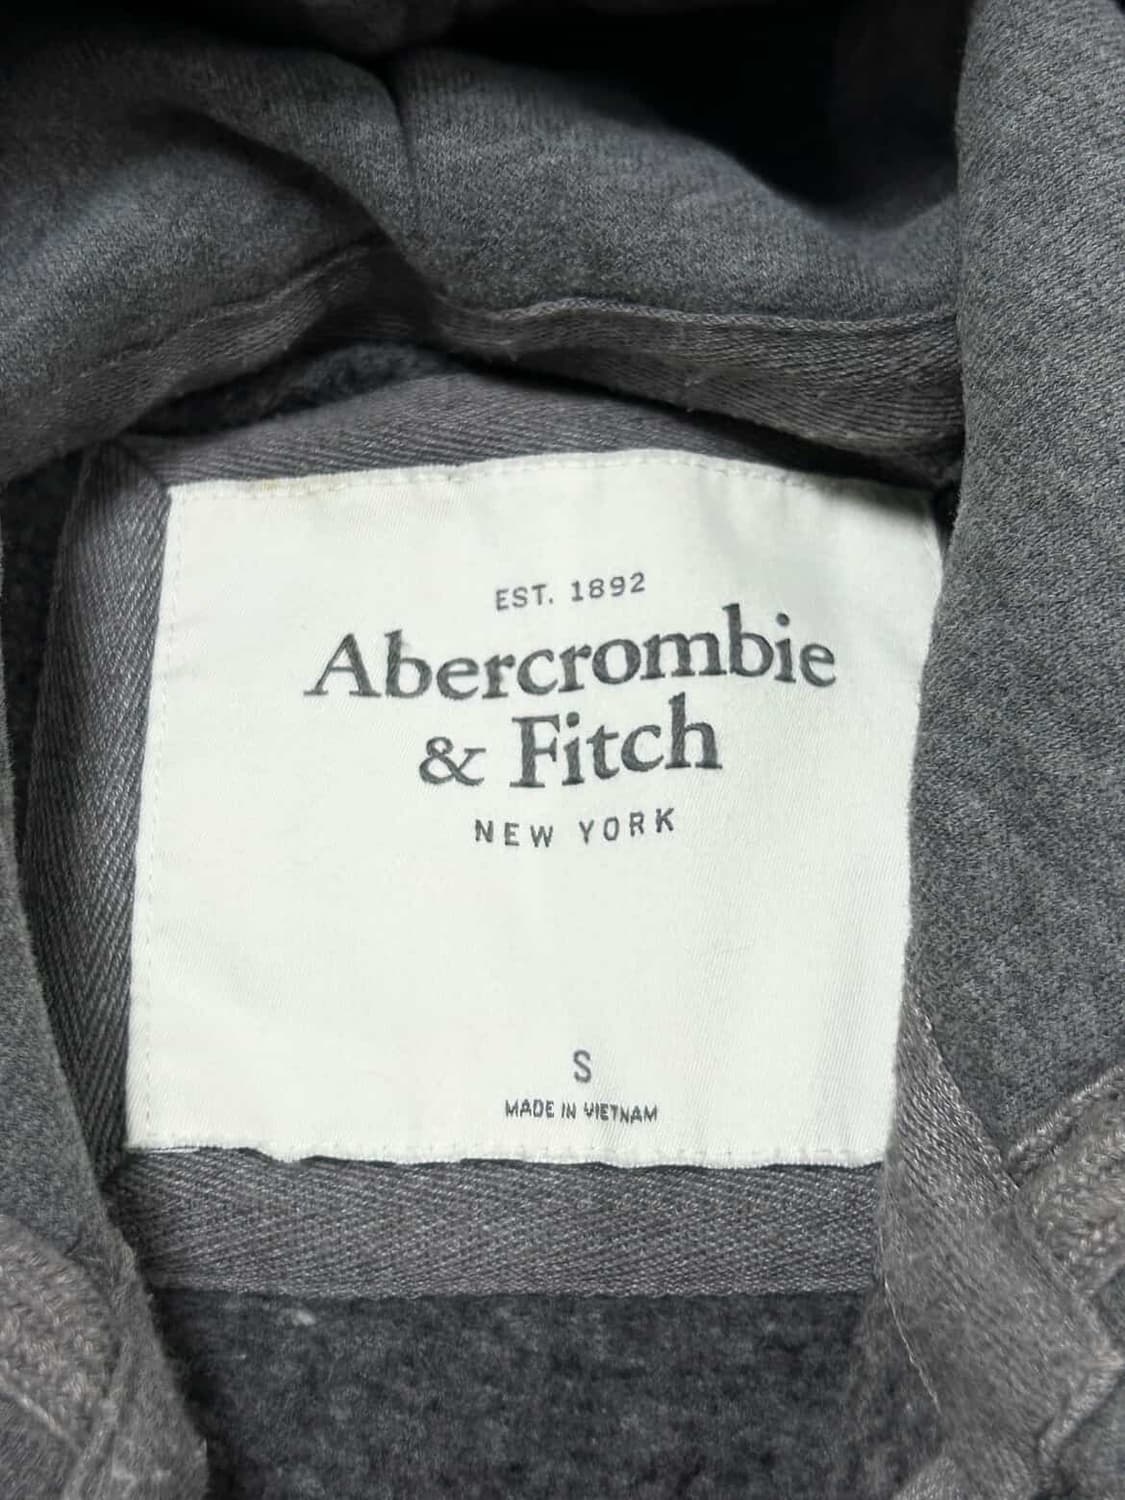 EST. 1892
Abercrombie
& Fitch
NEW YORK
S
MADE IN VIETNAM